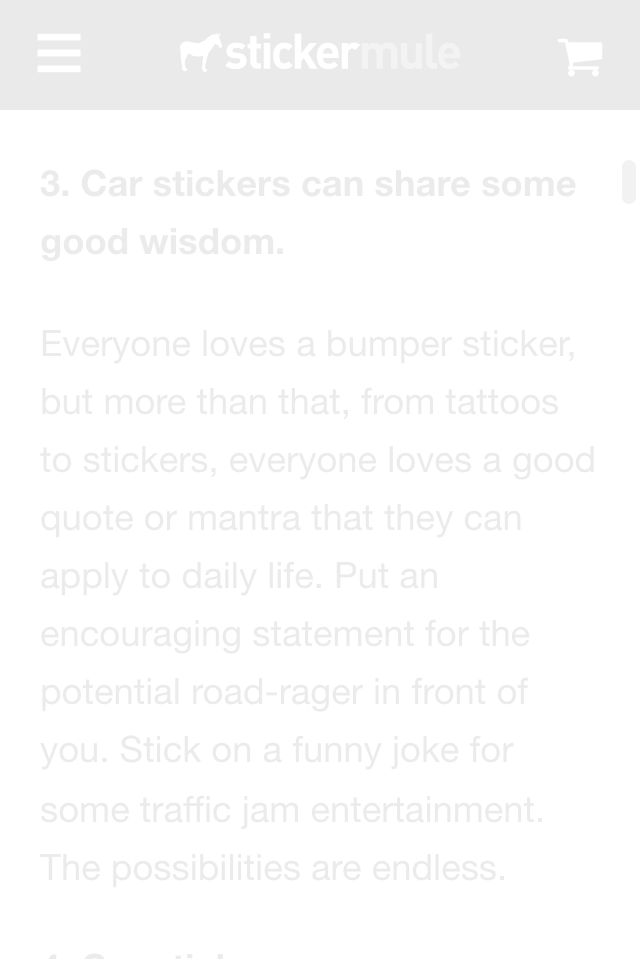 stickermule
3. Car stickers can share some
good wisdom.
Everyone loves a bumper sticker,
but more than that, from tattoos
to stickers, everyone loves a good
quote or mantra that they can
apply to daily life. Put an
encouraging statement for the
potential road-rager in front of
you. Stick on a funny joke for
some traffic jam entertainment.
The possibilities are endless.